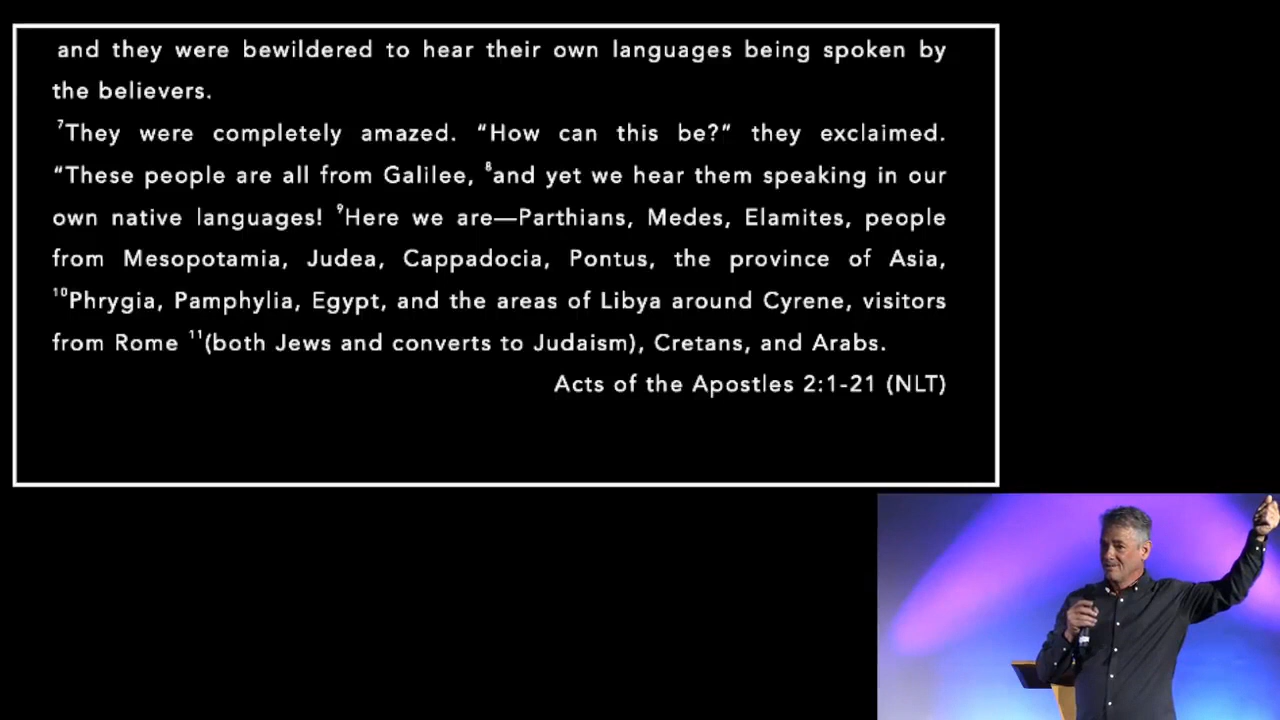 and they were bewildered to hear their own languages being spoken by
the believers.
⁷They were completely amazed. “How can this be?” they exclaimed.
“These people are all from Galilee, ⁸and yet we hear them speaking in our
own native languages! ⁹Here we are—Parthians, Medes, Elamites, people
from Mesopotamia, Judea, Cappadocia, Pontus, the province of Asia,
¹⁰Phrygia, Pamphylia, Egypt, and the areas of Libya around Cyrene, visitors
from Rome ¹¹(both Jews and converts to Judaism), Cretans, and Arabs.
Acts of the Apostles 2:1-21 (NLT)